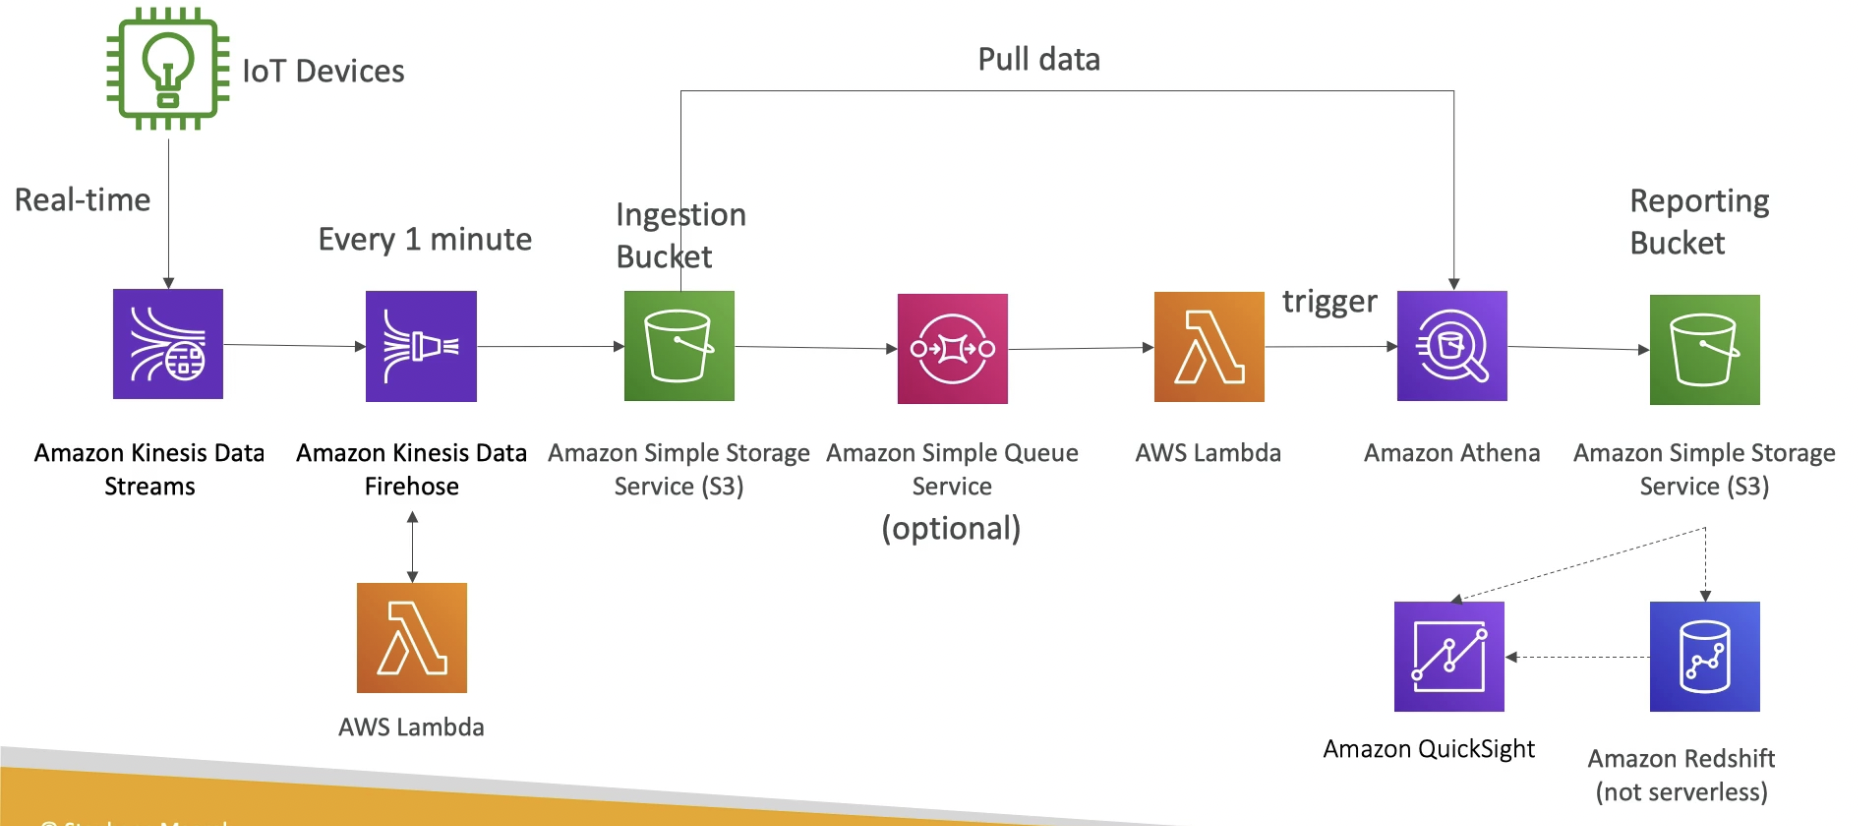 IoT Devices
Pull data
Real-time
Every 1 minute
Ingestion
Bucket
trigger
Reporting
Bucket
Amazon Kinesis Data
Streams
Amazon Kinesis Data
Firehose
Amazon Simple Storage
Service (S3)
Amazon Simple Queue
Service
(optional)
AWS Lambda
Amazon Athena
Amazon Simple Storage
Service (S3)
AWS Lambda
Amazon QuickSight
Amazon Redshift
(not serverless)